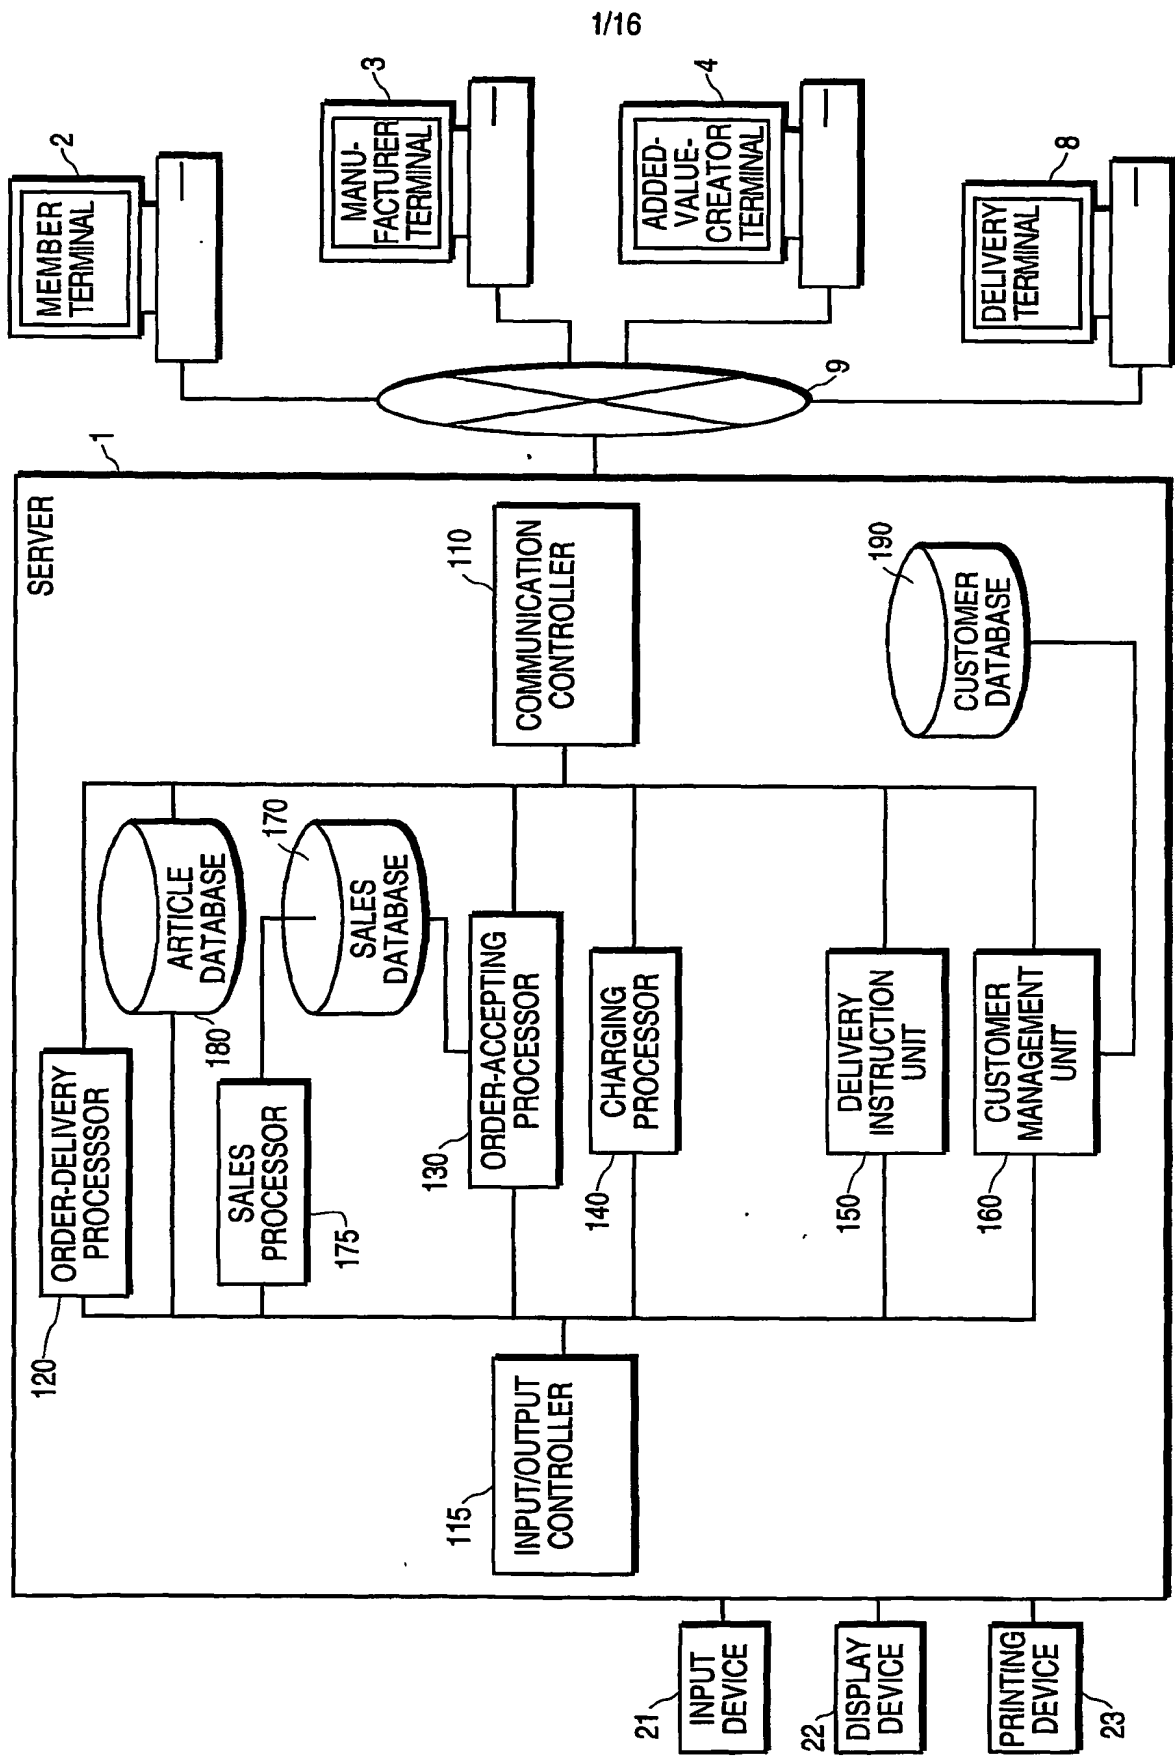 1/16
SERVER
1
MEMBER
TERMINAL
2
MANU-
FACTURER
TERMINAL
3
ADDED-
VALUE-
CREATOR
TERMINAL
4
DELIVERY
TERMINAL
8
9
120
ORDER-DELIVERY
PROCESSSOR
180
ARTICLE
DATABASE
SALES
PROCESSOR
175
170
SALES
DATABASE
115
INPUT/OUTPUT
CONTROLLER
130
ORDER-ACCEPTING
PROCESSOR
110
COMMUNICATION
CONTROLLER
140
CHARGING
PROCESSOR
150
DELIVERY
INSTRUCTION
UNIT
160
CUSTOMER
MANAGEMENT
UNIT
190
CUSTOMER
DATABASE
21
INPUT
DEVICE
22
DISPLAY
DEVICE
PRINTING
DEVICE
23